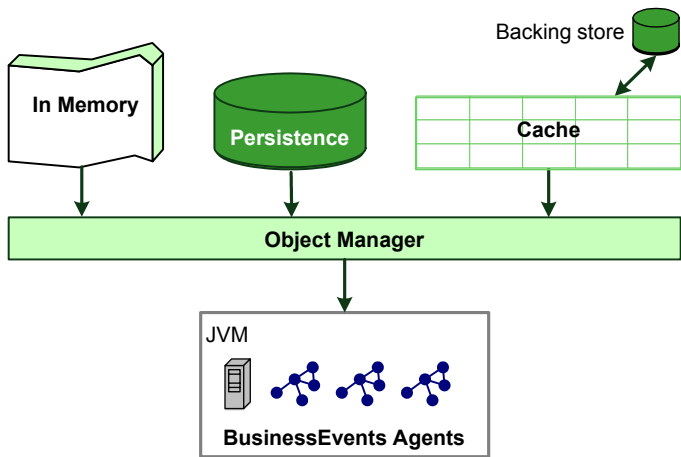 Backing store
In Memory
Persistence
Cache
Object Manager
JVM
BusinessEvents Agents